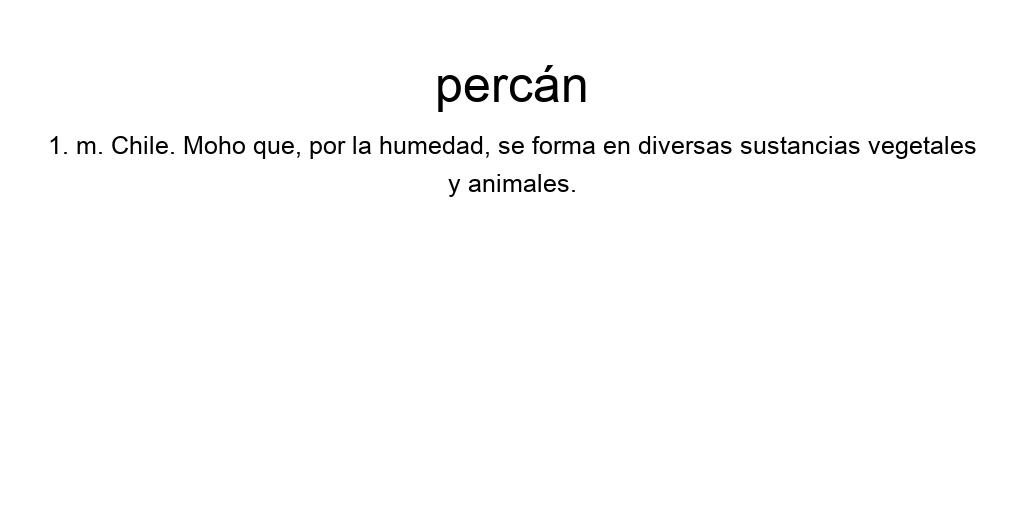 percán
1. m. Chile. Moho que, por la humedad, se forma en diversas sustancias vegetales
y animales.